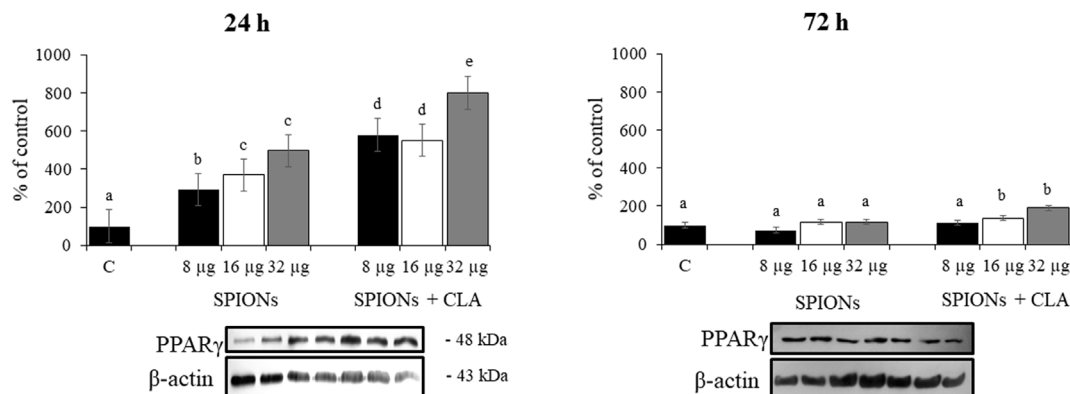 24 h
1000
800
600
400
200
0
% of control
a
b
c
c
d
d
e
C
8 µg 16 µg 32 µg
8 µg 16 µg 32 µg
SPIONs
SPIONs + CLA
PPARγ
- 48 kDa
β-actin
- 43 kDa
72 h
1000
800
600
400
200
0
% of control
a
a
a
a
a
b
b
C
8 µg 16 µg 32 µg
8 µg 16 µg 32 µg
SPIONs
SPIONs + CLA
PPARγ
β-actin